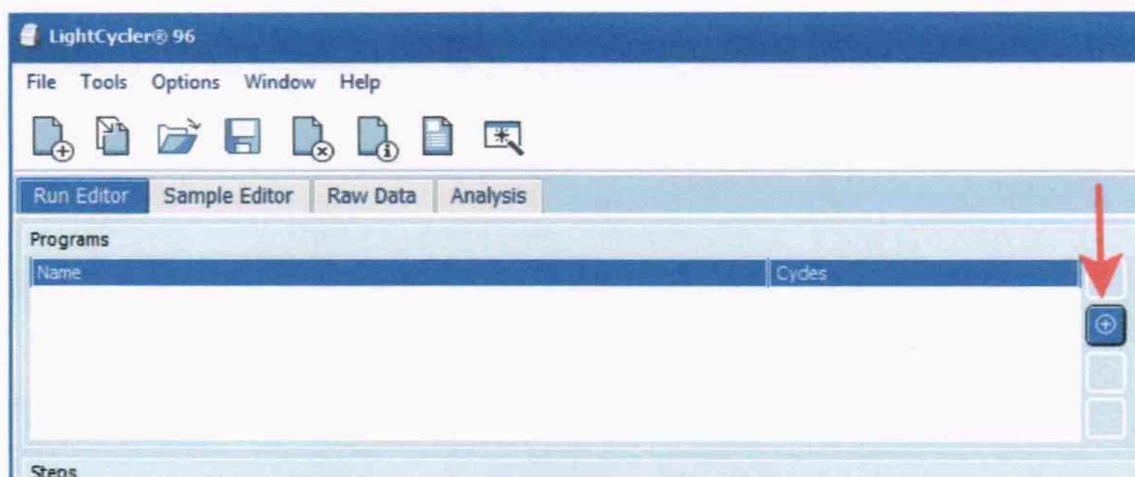 LightCycler® 96
File Tools Options Window Help
Run Editor Sample Editor Raw Data Analysis
Programs
Name Cycles
Steps